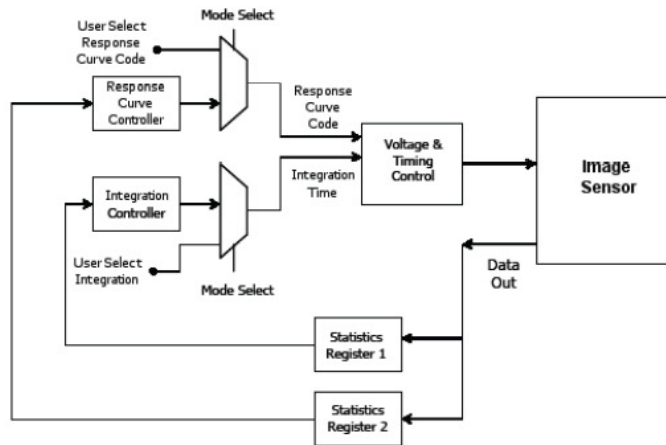 Mode Select
User Select
Response
Curve Code
Response
Curve
Controller
Response
Curve
Code
Voltage &
Timing
Control
Image
Sensor
Integration
Time
Integration
Controller
User Select
Integration
Mode Select
Data
Out
Statistics
Register 1
Statistics
Register 2